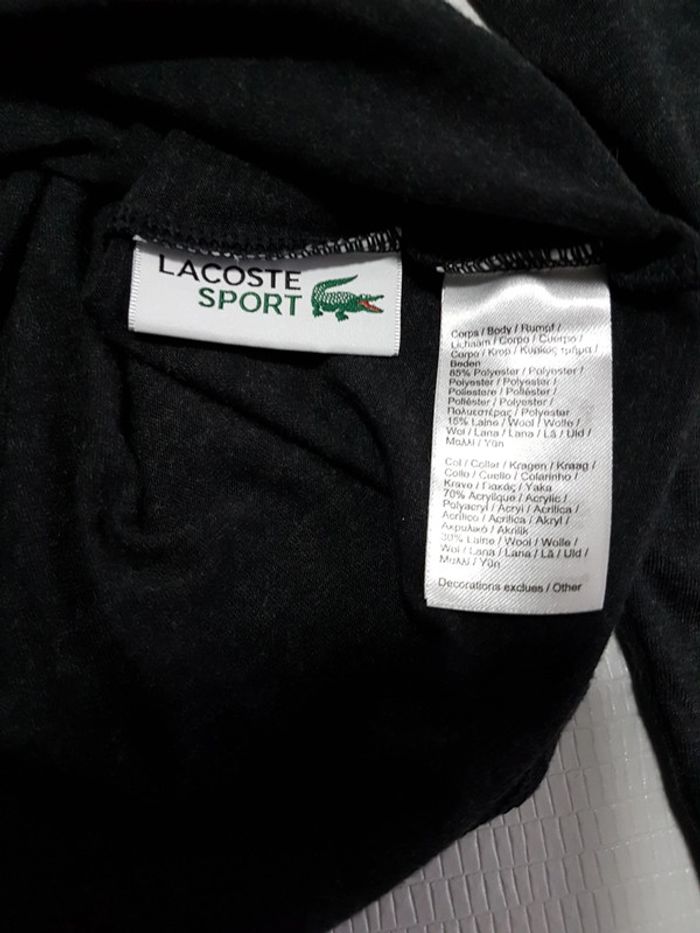 LACOSTE
SPORT
Corps / Body / Rumpf /
Lichaam / Corpo / Cuerpo /
Corpo / Krop / Κυρίως τμήμα /
Beden
85% Polyester / Polyester /
Polyester / Polyester /
Poliestere / Poliéster /
Poliéster / Polyester /
Πολυεστέρας / Polyester
15% Laine / Wool / Wolle /
Wol / Lana / Lana / Lã / Uld /
Μαλλί / Yün
Col / Collar / Kragen / Kraag /
Collo / Cuello / Colarinho /
Krave / Γιακάς / Yaka
70% Acrylique / Acrylic /
Polyacryl / Acryl / Acrilica /
Acrílico / Acrílica / Akryl /
Ακρυλικό / Akrilik
30% Laine / Wool / Wolle /
Wol / Lana / Lana / Lã / Uld /
Μαλλί / Yün
Decorations exclues / Other